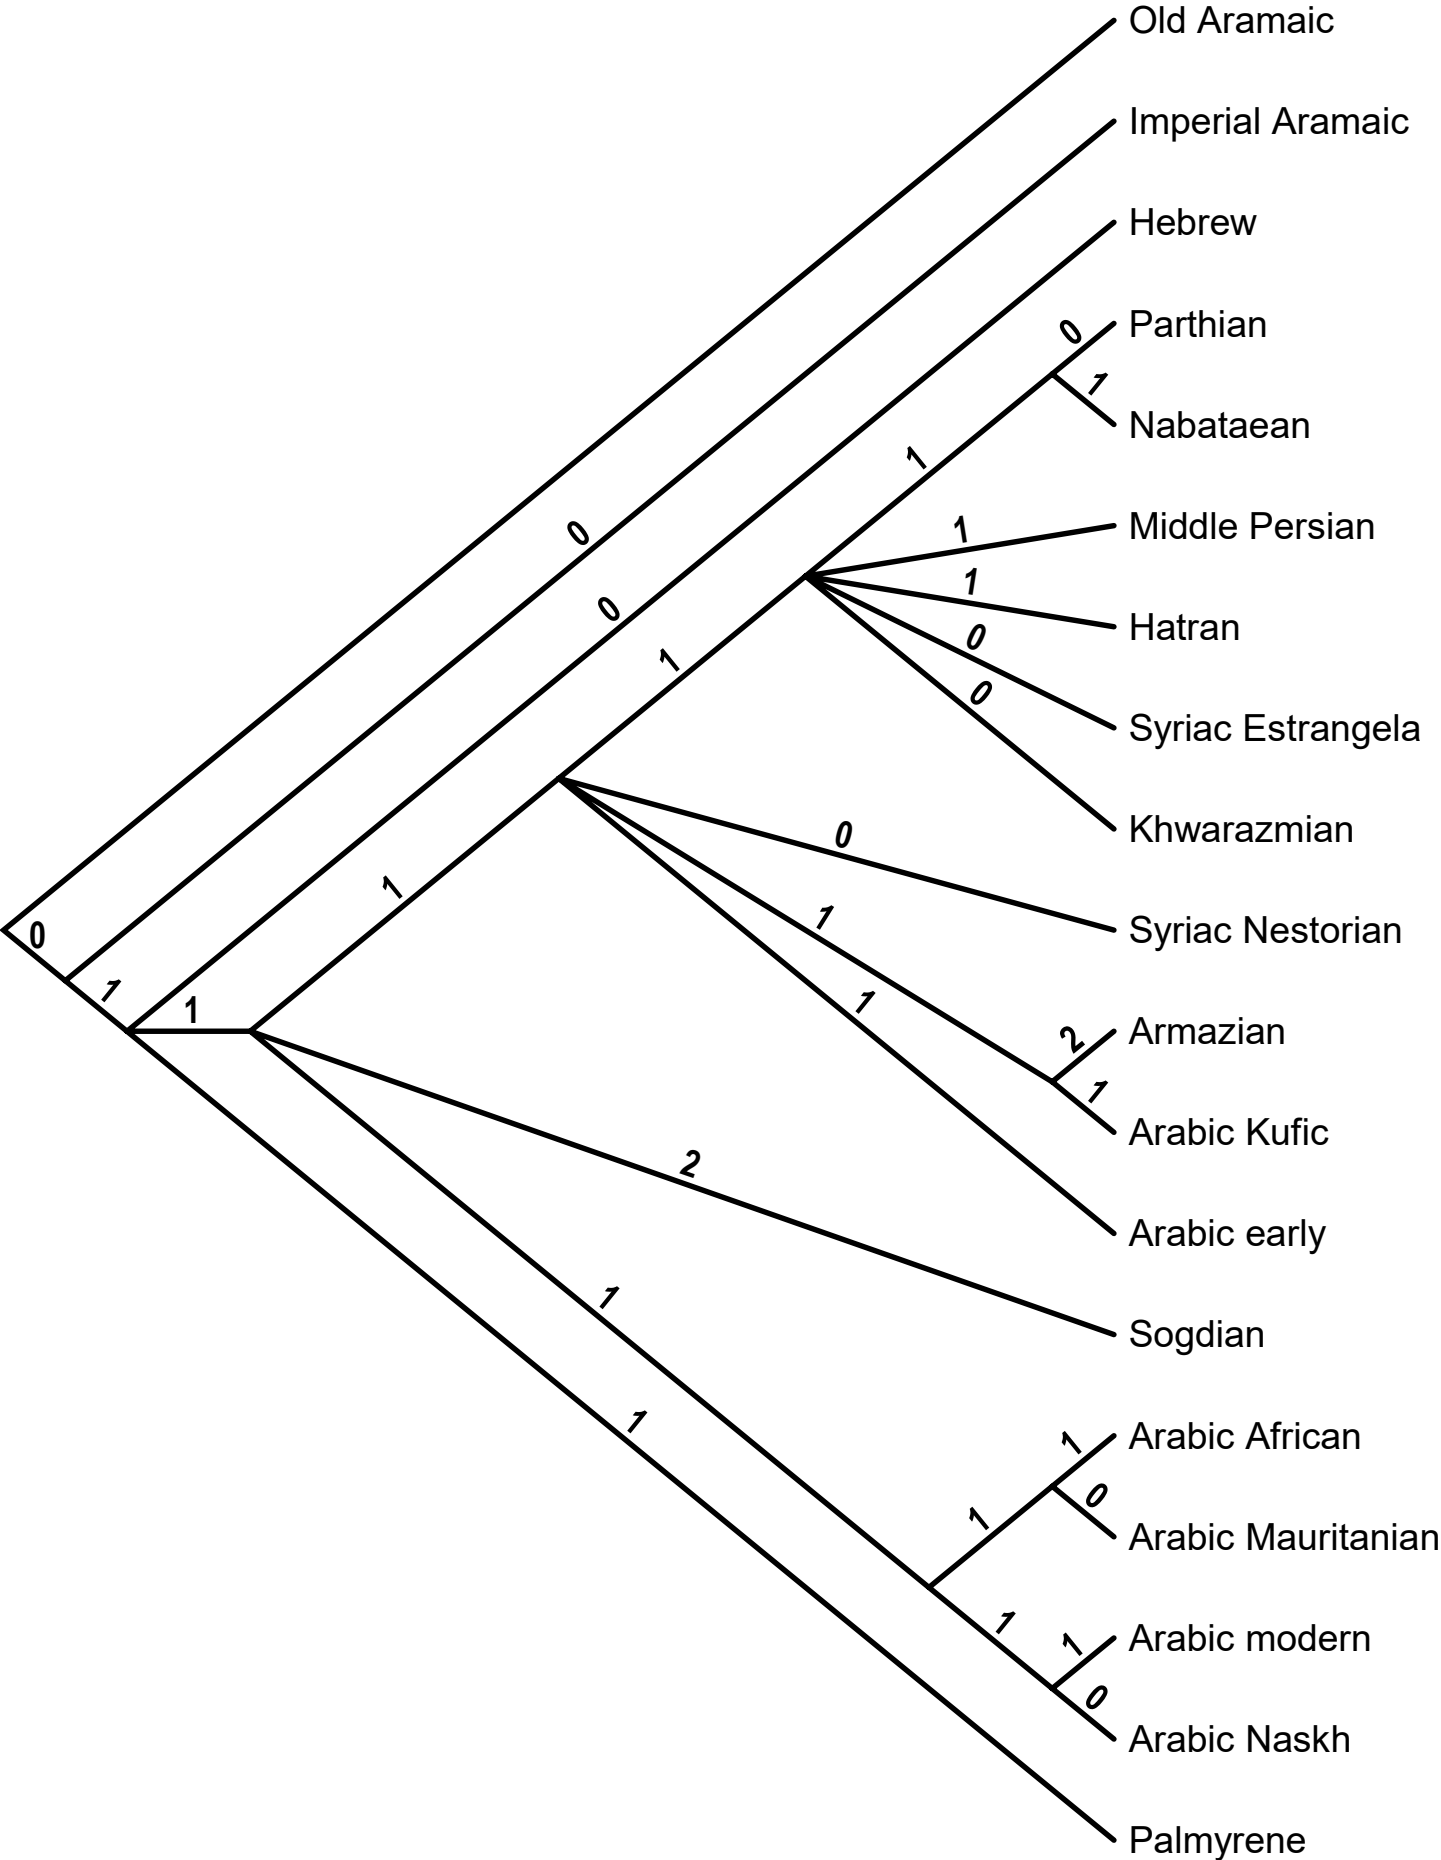 Old Aramaic
Imperial Aramaic
Hebrew
0
Parthian
1
Nabataean
1
1
Middle Persian
0
1
Hatran
0
0
1
Syriac Estrangela
0
Khwarazmian
0
1
1
Syriac Nestorian
0
1
1
1
2
Armazian
1
Arabic Kufic
Arabic early
2
1
Sogdian
1
1
Arabic African
1
0
Arabic Mauritanian
1
1
Arabic modern
0
Arabic Naskh
Palmyrene